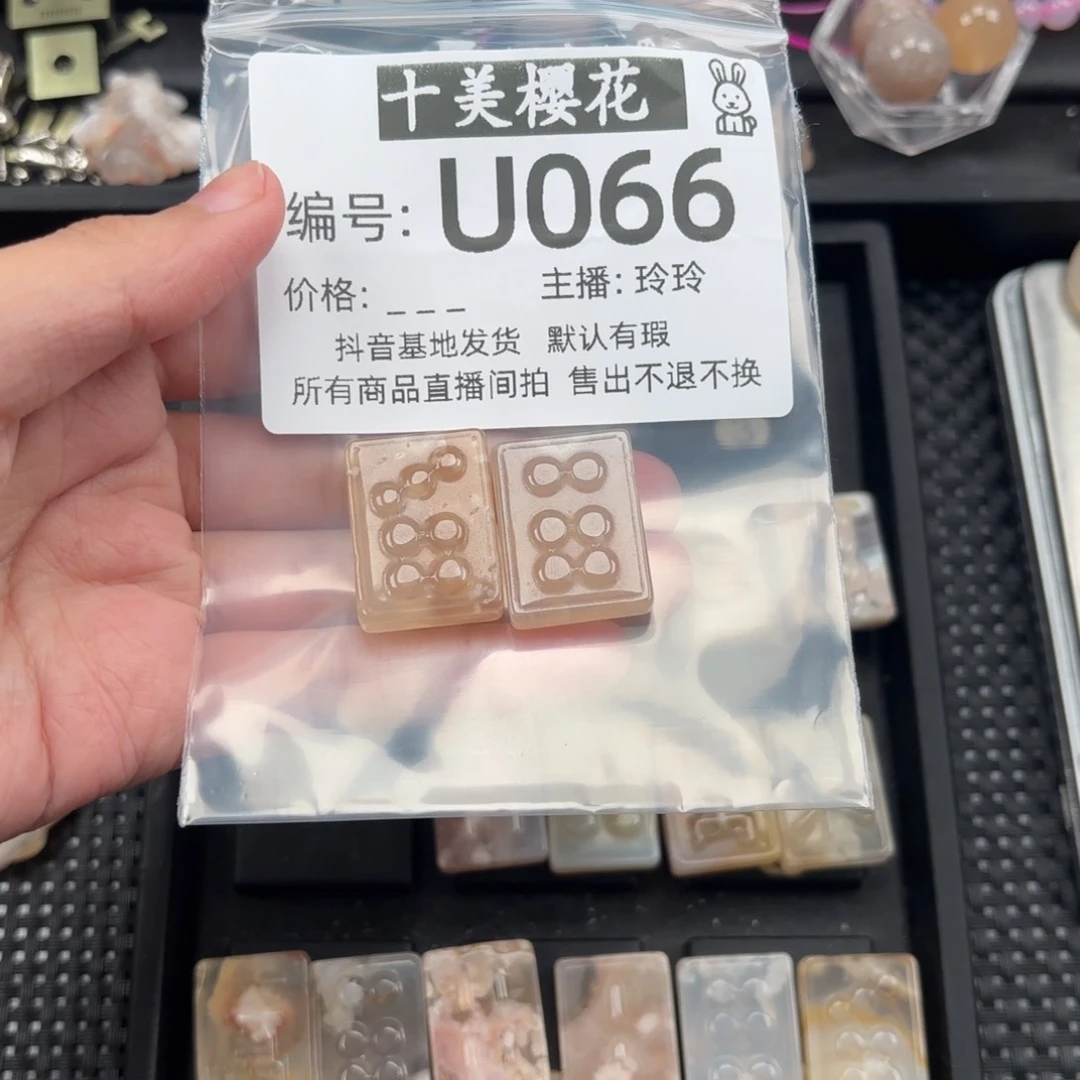 十美樱花
编号: U066
价格: _ _ _ 主播: 玲玲
抖音基地发货 默认有瑕
所有商品直播间拍 售出不退不换